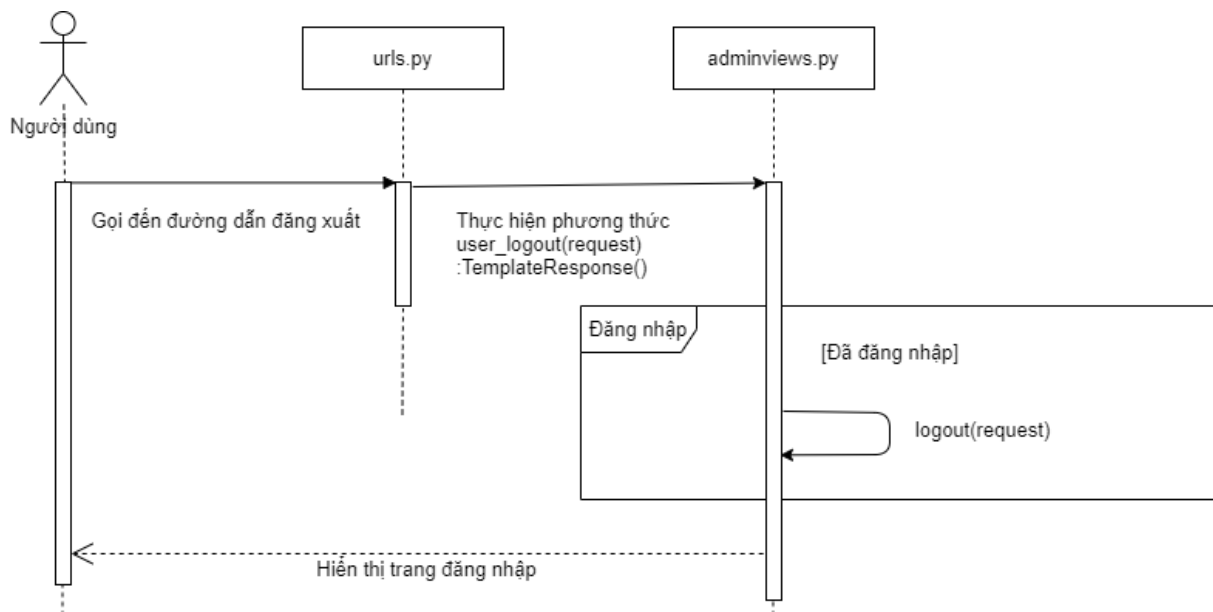 urls.py
adminviews.py
Người dùng
Gọi đến đường dẫn đăng xuất
Thực hiện phương thức
user_logout(request)
:TemplateResponse()
Đăng nhập
[Đã đăng nhập]
logout(request)
Hiển thị trang đăng nhập